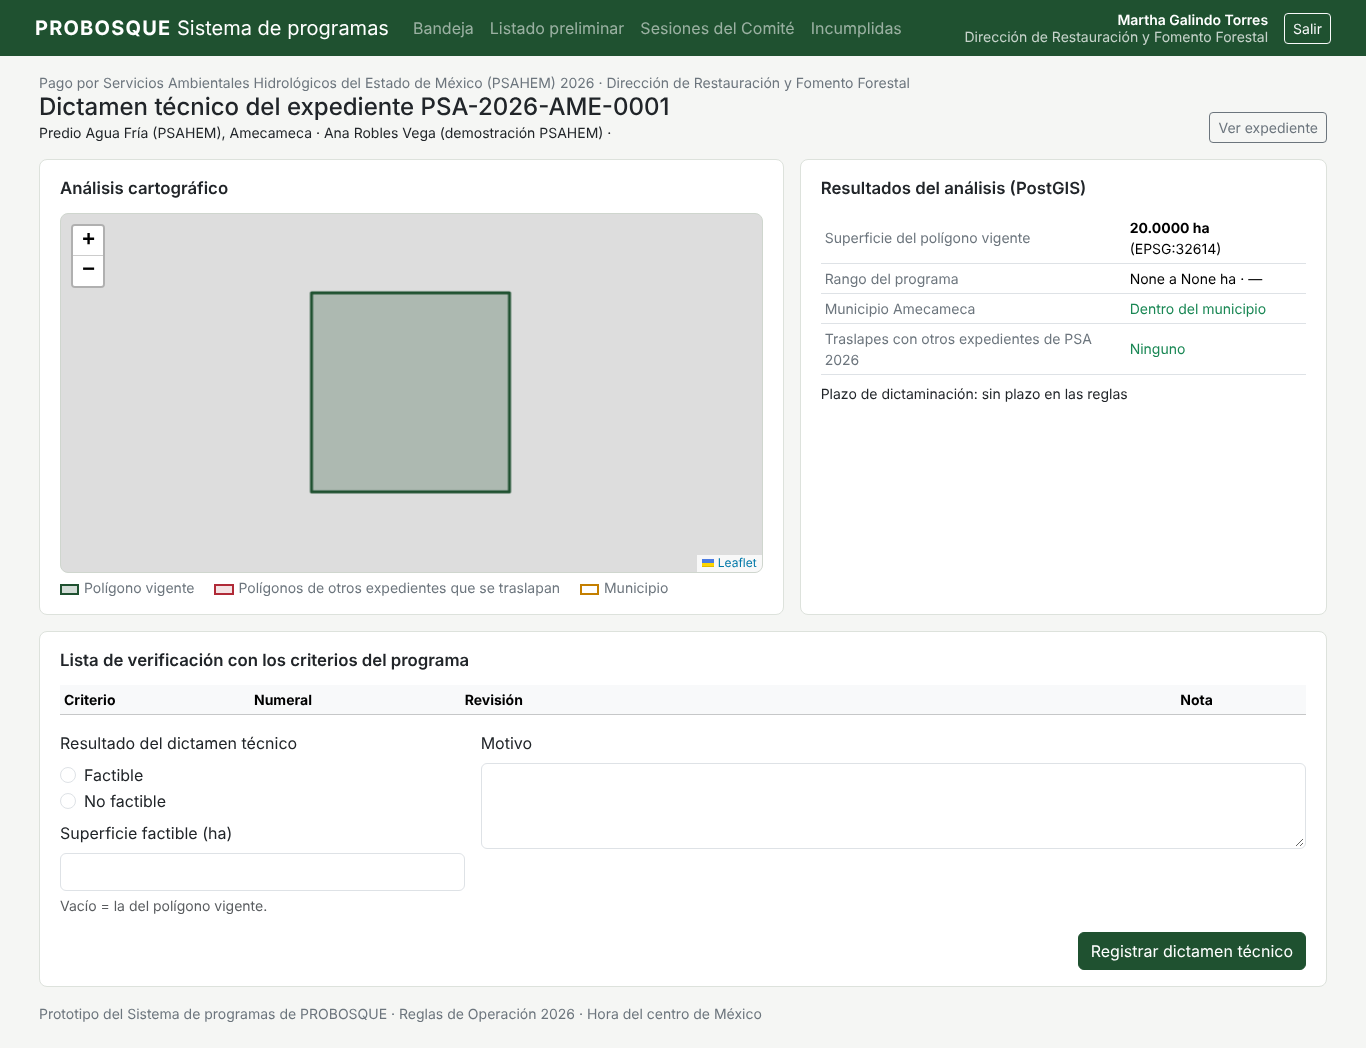 PROBOSQUE Sistema de programas
Bandeja
Listado preliminar
Sesiones del Comité
Incumplidas
Martha Galindo Torres
Dirección de Restauración y Fomento Forestal
Salir
Pago por Servicios Ambientales Hidrológicos del Estado de México (PSAHEM) 2026 · Dirección de Restauración y Fomento Forestal
Dictamen técnico del expediente PSA-2026-AME-0001
Predio Agua Fría (PSAHEM), Amecameca · Ana Robles Vega (demostración PSAHEM) ·
Ver expediente
Análisis cartográfico
+
−
Leaflet
Polígono vigente
Polígonos de otros expedientes que se traslapan
Municipio
Resultados del análisis (PostGIS)
Superficie del polígono vigente
20.0000 ha
(EPSG:32614)
Rango del programa
None a None ha · —
Municipio Amecameca
Dentro del municipio
Traslapes con otros expedientes de PSA
2026
Ninguno
Plazo de dictaminación: sin plazo en las reglas
Lista de verificación con los criterios del programa
Criterio
Numeral
Revisión
Nota
Resultado del dictamen técnico
Factible
No factible
Superficie factible (ha)
Vacío = la del polígono vigente.
Motivo
Registrar dictamen técnico
Prototipo del Sistema de programas de PROBOSQUE · Reglas de Operación 2026 · Hora del centro de México